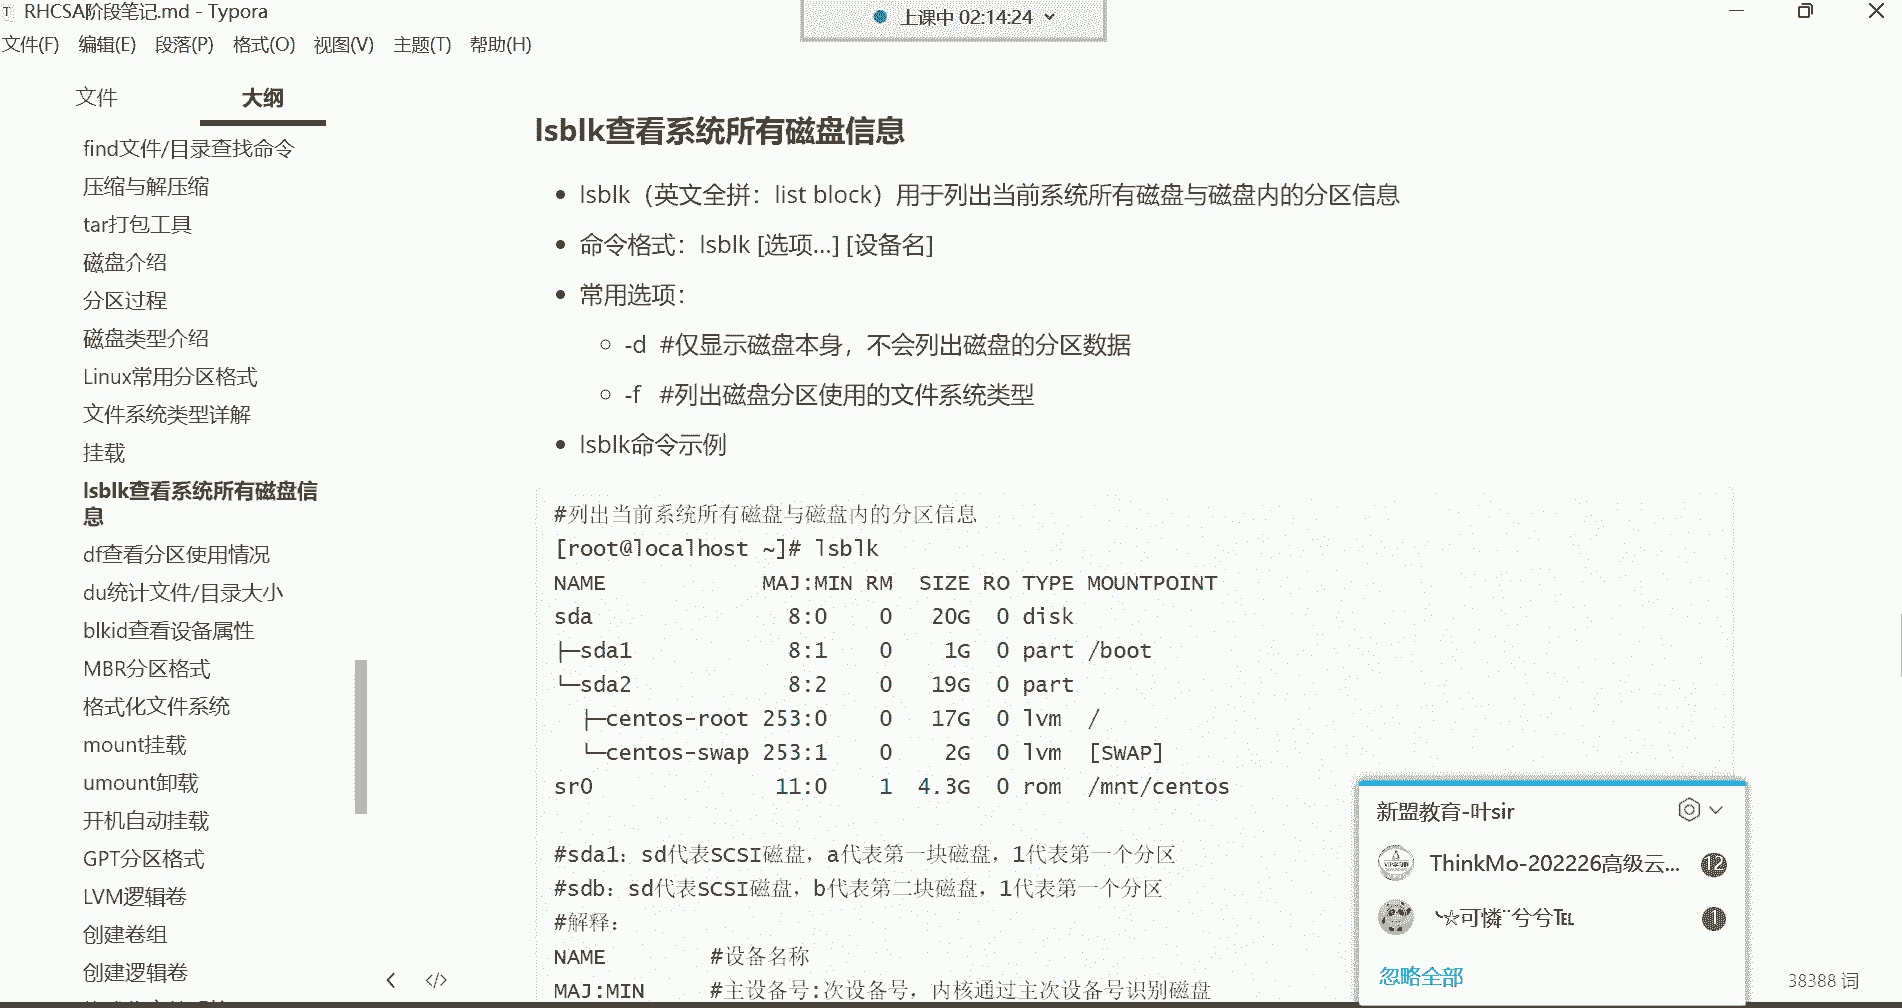 RHCSA阶段笔记.md - Typora
上课中 02:14:24
文件(F) 编辑(E) 段落(P) 格式(O) 视图(V) 主题(T) 帮助(H)
文件 大纲
find文件/目录查找命令
压缩与解压缩
tar打包工具
磁盘介绍
分区过程
磁盘类型介绍
Linux常用分区格式
文件系统类型详解
挂载
lsblk查看系统所有磁盘信
息
df查看分区使用情况
du统计文件/目录大小
blkid查看设备属性
MBR分区格式
格式化文件系统
mount挂载
umount卸载
开机自动挂载
GPT分区格式
LVM逻辑卷
创建卷组
创建逻辑卷
lsblk查看系统所有磁盘信息
• lsblk（英文全拼：list block）用于列出当前系统所有磁盘与磁盘内的分区信息
• 命令格式：lsblk [选项...] [设备名]
• 常用选项：
◦ -d #仅显示磁盘本身，不会列出磁盘的分区数据
◦ -f #列出磁盘分区使用的文件系统类型
• lsblk命令示例
#列出当前系统所有磁盘与磁盘内的分区信息
[root@localhost ~]# lsblk
NAME MAJ:MIN RM SIZE RO TYPE MOUNTPOINT
sda 8:0 0 20G 0 disk
├─sda1 8:1 0 1G 0 part /boot
└─sda2 8:2 0 19G 0 part
├─centos-root 253:0 0 17G 0 lvm /
└─centos-swap 253:1 0 2G 0 lvm [SWAP]
sr0 11:0 1 4.3G 0 rom /mnt/centos
#sda1：sd代表SCSI磁盘，a代表第一块磁盘，1代表第一个分区
#sdb：sd代表SCSI磁盘，b代表第二块磁盘，1代表第一个分区
#解释：
NAME #设备名称
MAJ:MIN #主设备号:次设备号，内核通过主次设备号识别磁盘
新盟教育-叶sir
ThinkMo-202226高级云... 12
╰☆可憐¨兮兮℡ 1
忽略全部
38388 词